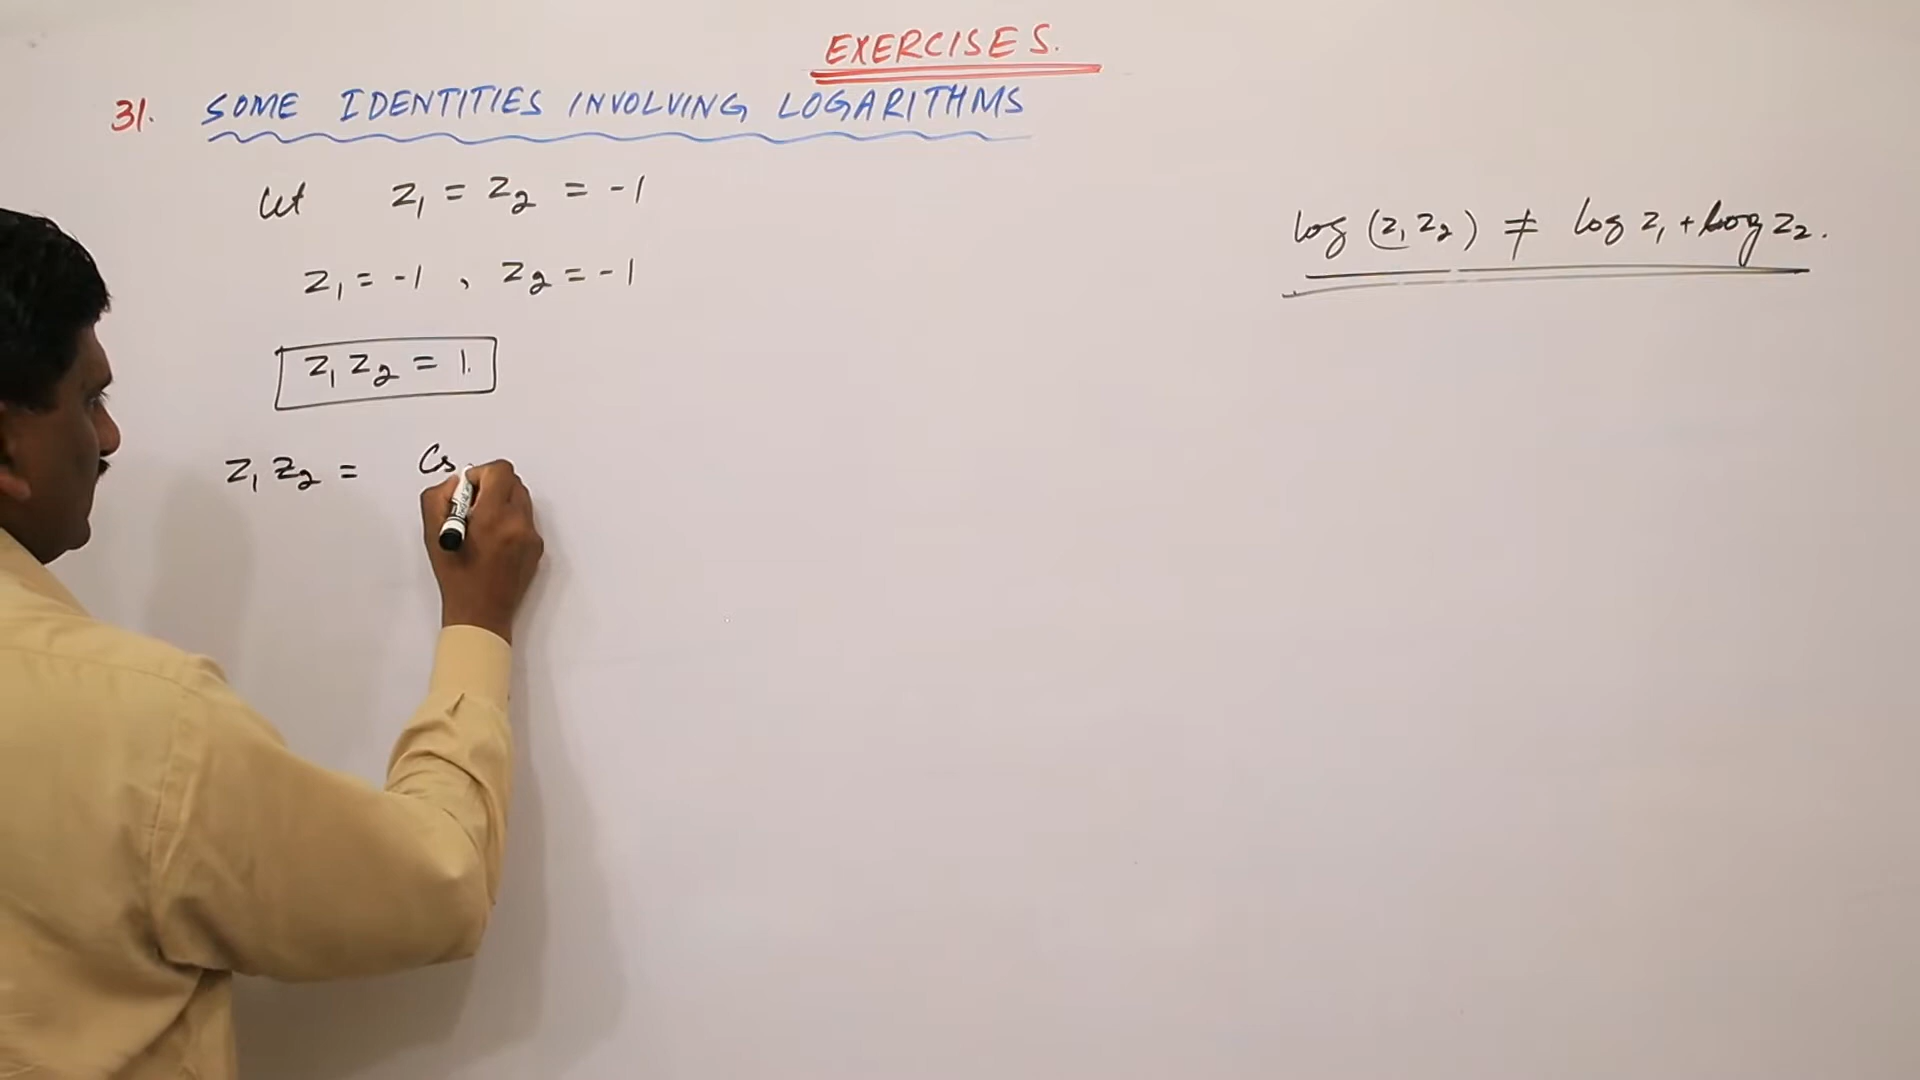 EXERCISES.
31. SOME IDENTITIES INVOLVING LOGARITHMS
Let z₁ = z₂ = -1
z₁ = -1 , z₂ = -1
z₁ z₂ = 1.
z₁ z₂ = Cos
log (z₁ z₂) ≠ log z₁ + log z₂.